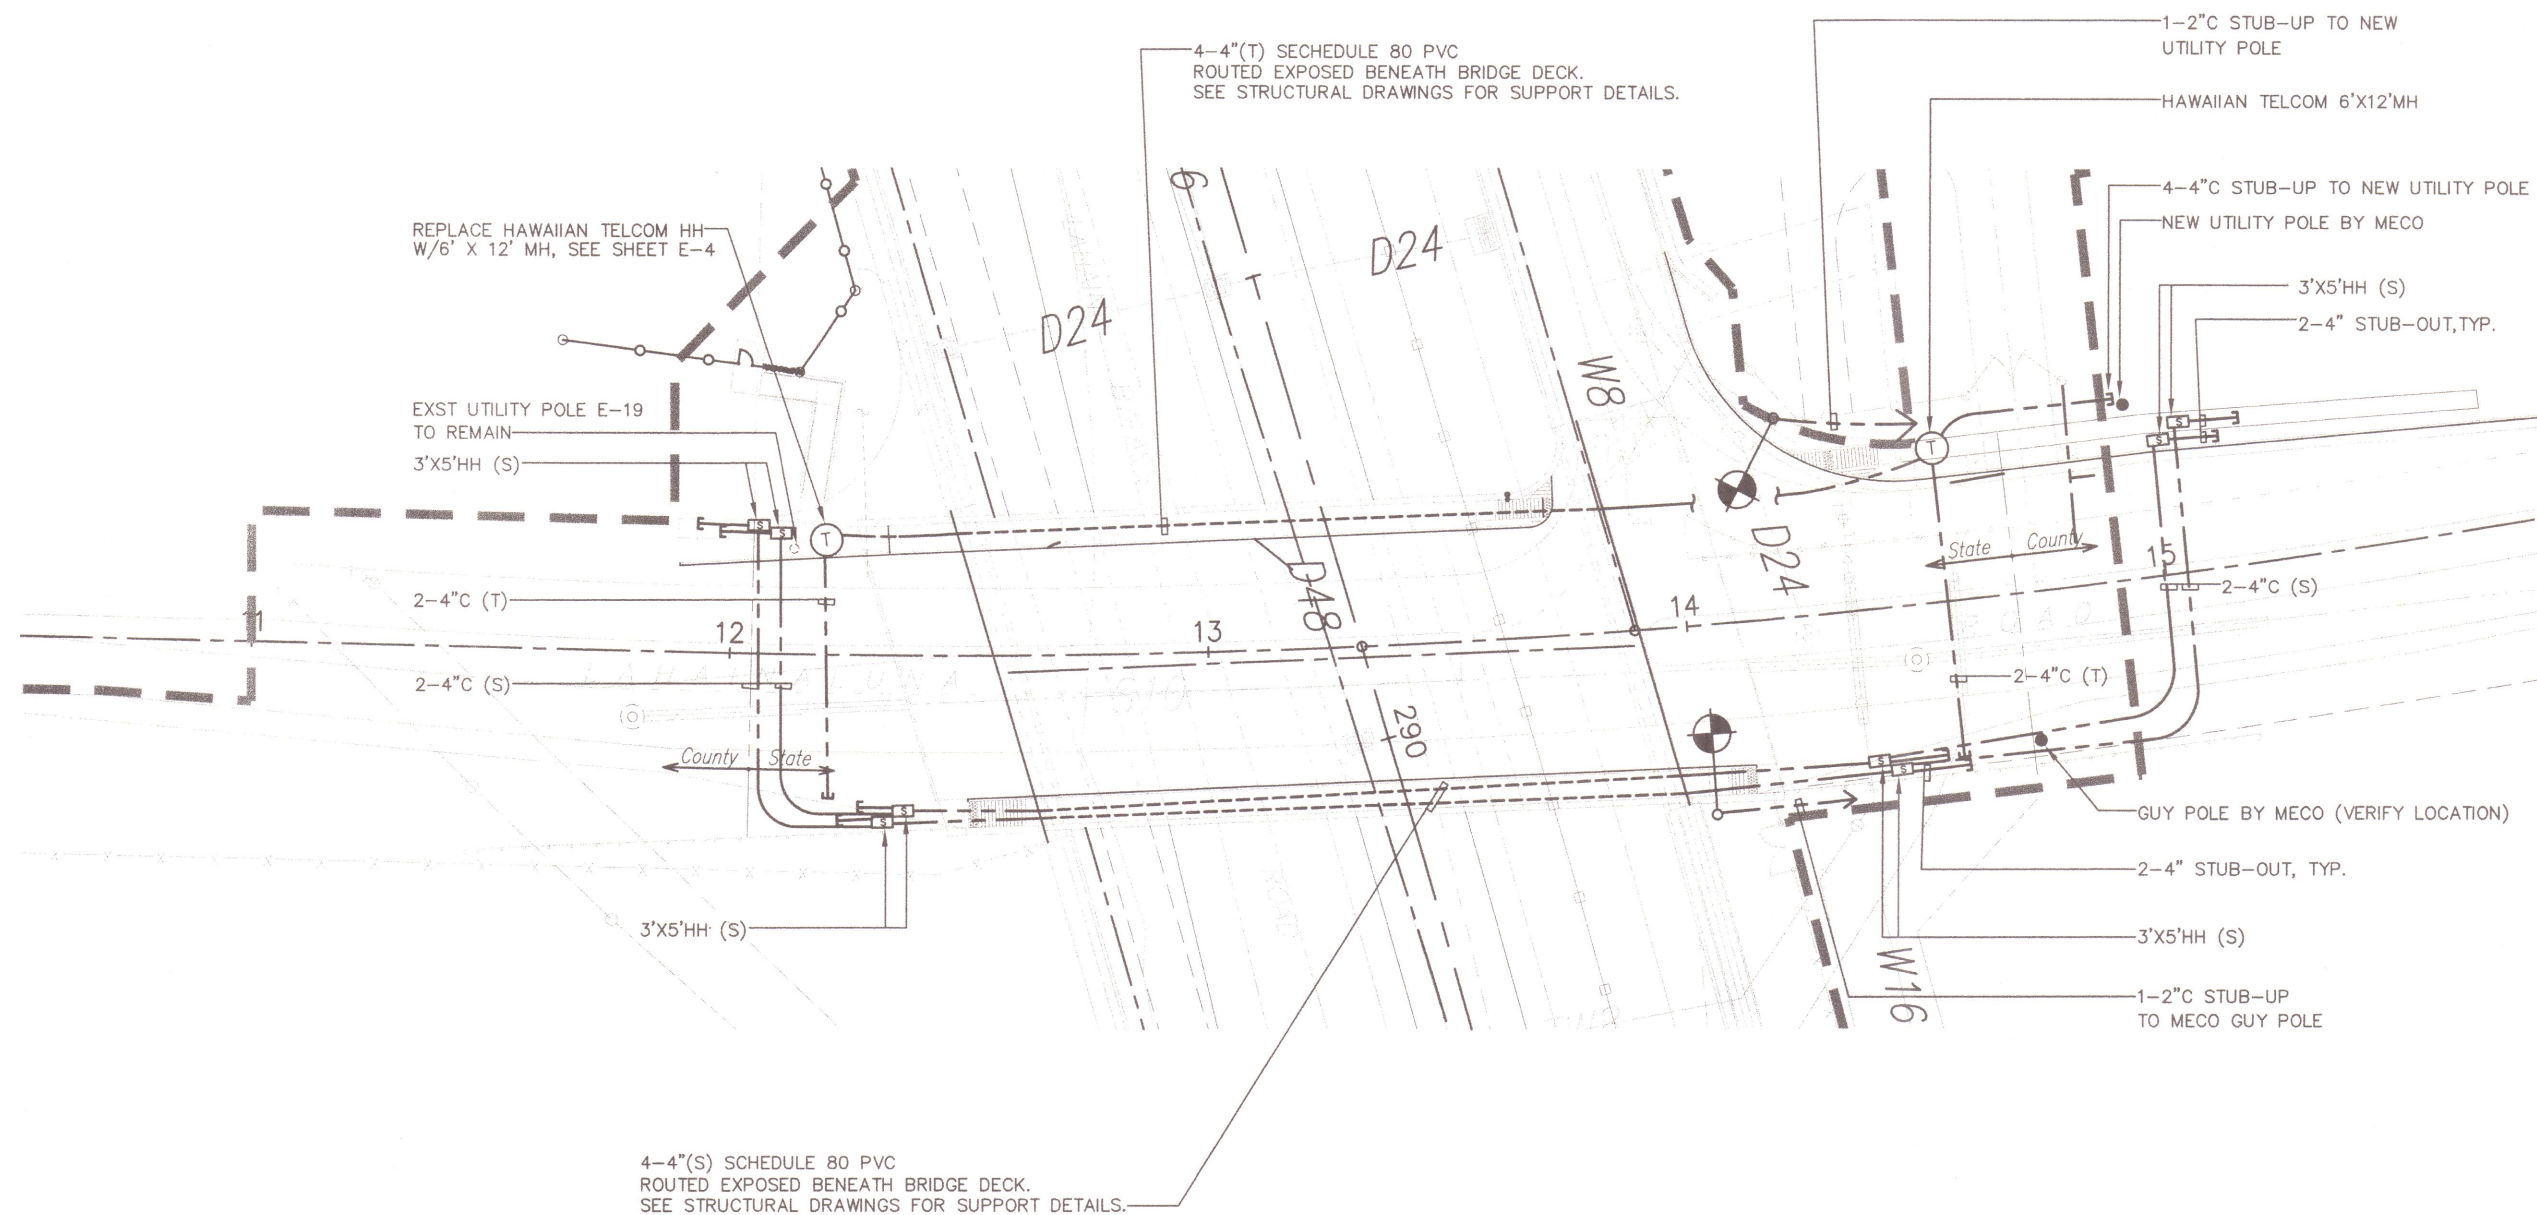 1-2"C STUB-UP TO NEW
UTILITY POLE
4-4"(T) SECHEDULE 80 PVC
ROUTED EXPOSED BENEATH BRIDGE DECK.
SEE STRUCTURAL DRAWINGS FOR SUPPORT DETAILS.
HAWAIIAN TELCOM 6'X12'MH
4-4"C STUB-UP TO NEW UTILITY POLE
NEW UTILITY POLE BY MECO
REPLACE HAWAIIAN TELCOM HH
W/6' X 12' MH, SEE SHEET E-4
6
D24
D24
3'X5'HH (S)
2-4" STUB-OUT,TYP.
W8
EXST UTILITY POLE E-19
TO REMAIN
3'X5'HH (S)
S
S
T
T
S
S
D24
State County
15
2-4"C (T)
D48
2-4"C (S)
11
12
13
14
ROAD
2-4"C (S)
LAHAINALUNA
2-4"C (T)
290
County State
S
S
S
S
GUY POLE BY MECO (VERIFY LOCATION)
2-4" STUB-OUT, TYP.
3'X5'HH (S)
3'X5'HH (S)
W16
1-2"C STUB-UP
TO MECO GUY POLE
4-4"(S) SCHEDULE 80 PVC
ROUTED EXPOSED BENEATH BRIDGE DECK.
SEE STRUCTURAL DRAWINGS FOR SUPPORT DETAILS.